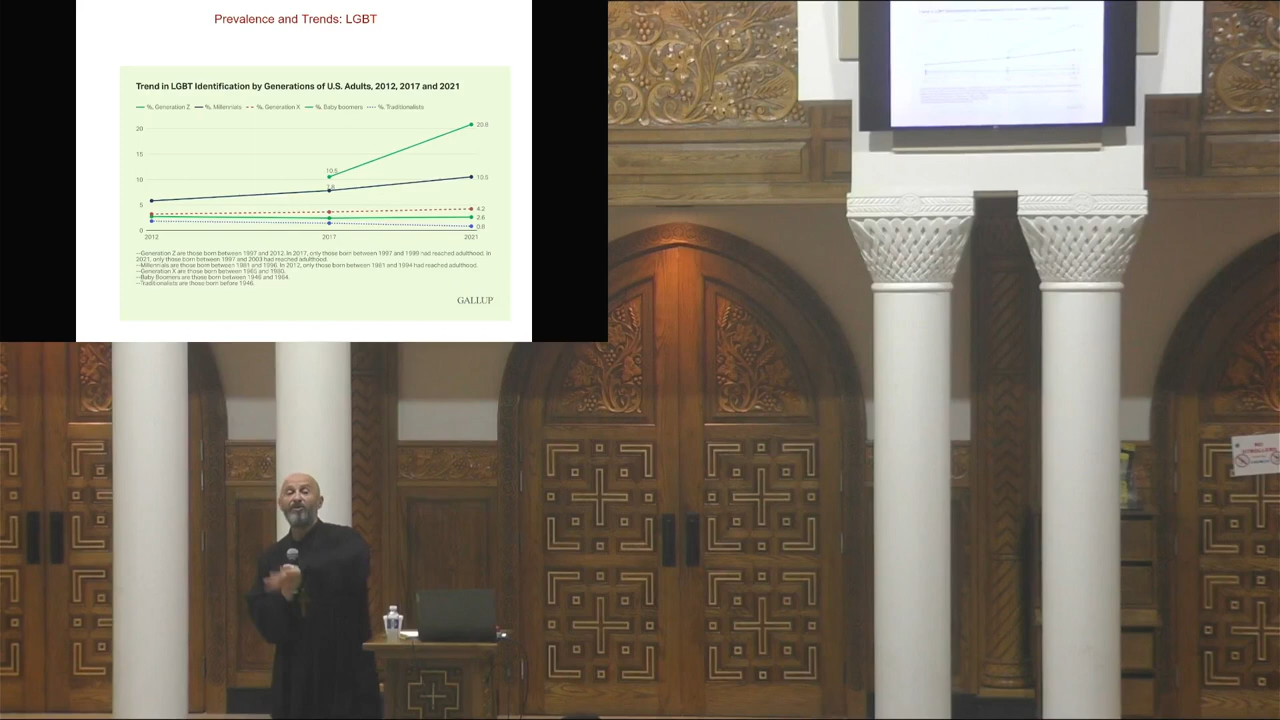 Prevalence and Trends: LGBT
Trend in LGBT Identification by Generations of U.S. Adults, 2012, 2017 and 2021
%, Generation Z %, Millennials %, Generation X %, Baby boomers %, Traditionalists
20
15
10
5
0
20.8
10.5
10.5
7.8
4.2
2.6
0.8
2012 2017 2021
--Generation Z are those born between 1997 and 2012. In 2017, only those born between 1997 and 1999 had reached adulthood. In
2021, only those born between 1997 and 2003 had reached adulthood.
--Millennials are those born between 1981 and 1996. In 2012, only those born between 1981 and 1994 had reached adulthood.
--Generation X are those born between 1965 and 1980.
--Baby Boomers are those born between 1946 and 1964.
--Traditionalists are those born before 1946.
GALLUP